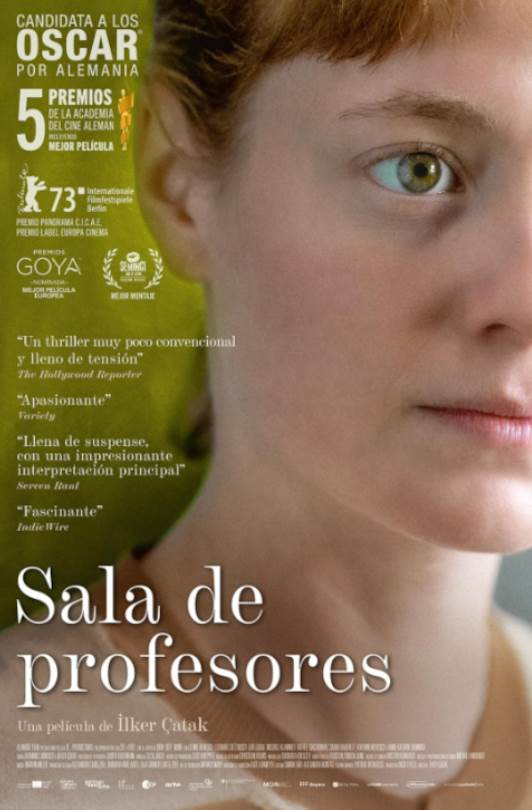 CANDIDATA A LOS
OSCAR®
POR ALEMANIA
5 PREMIOS
DE LA ACADEMIA
DEL CINE ALEMÁN
INCLUYENDO
MEJOR PELÍCULA
73 Internationale
Filmfestspiele
Berlin
PREMIO PANORAMA C.I.C.A.E.
PREMIO LABEL EUROPA CINEMA
PREMIOS
GOYA
NOMINADA
MEJOR PELÍCULA
EUROPEA
SEMINCI
MEJOR MONTAJE
“Un thriller muy poco convencional
y lleno de tensión”
The Hollywood Reporter
“Apasionante”
Variety
“Llena de suspense,
con una impresionante
interpretación principal”
Screen Rant
“Fascinante”
IndieWire
Sala de
profesores
Una película de İlker Çatak